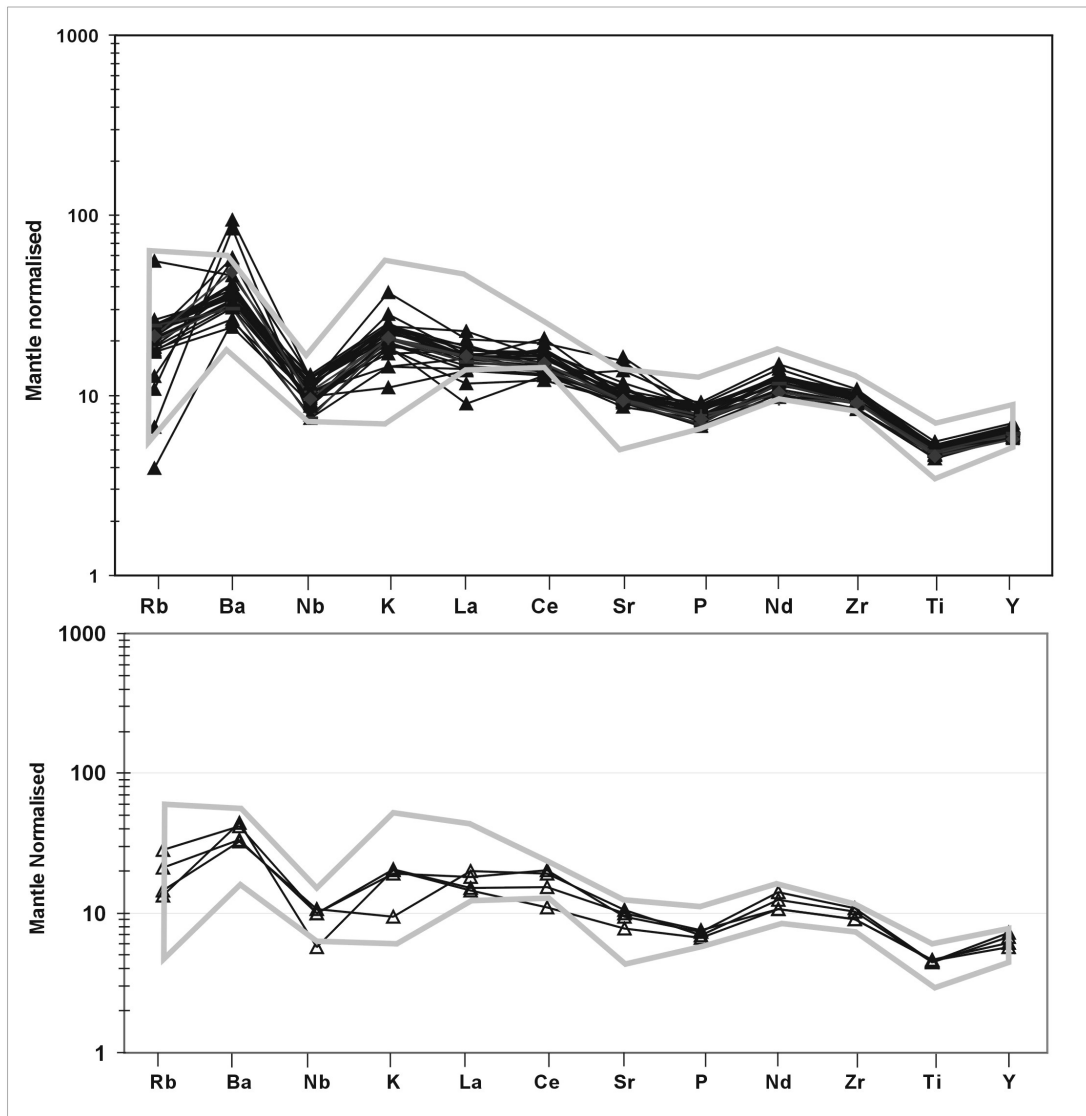 Mantle normalised
1000
100
10
1
Rb Ba Nb K La Ce Sr P Nd Zr Ti Y
Mantle Normalised
1000
100
10
1
Rb Ba Nb K La Ce Sr P Nd Zr Ti Y